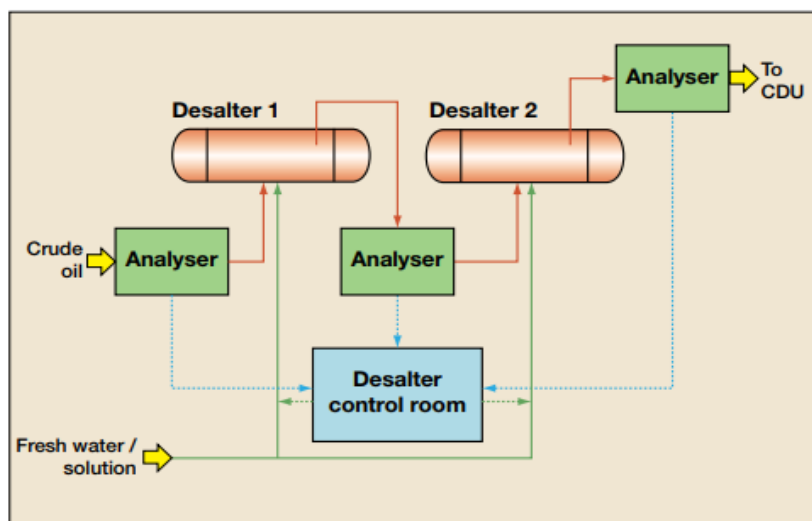 Analyser
To
CDU
Desalter 1
Desalter 2
Crude
oil
Analyser
Analyser
Desalter
control room
Fresh water /
solution